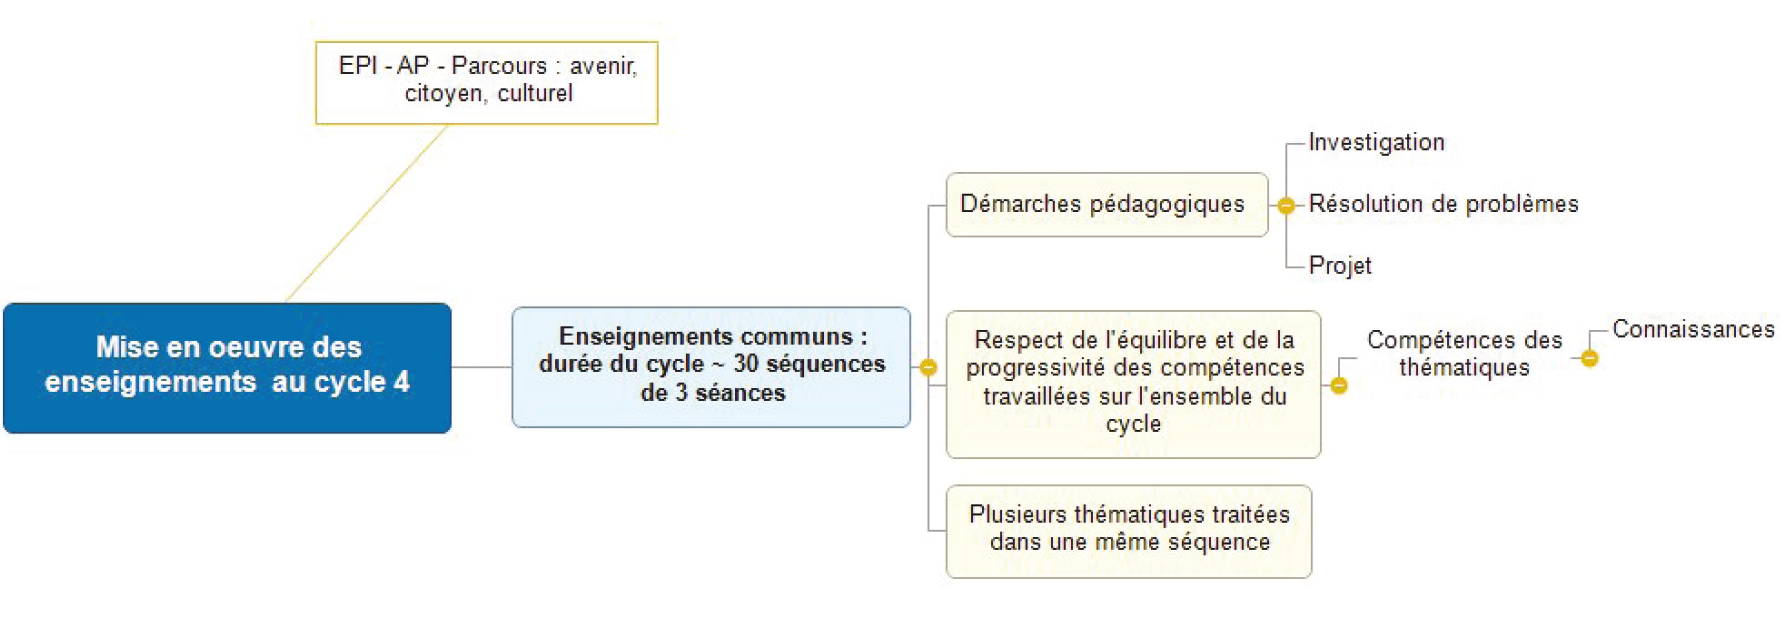 EPI - AP - Parcours : avenir,
citoyen, culturel
Mise en oeuvre des
enseignements au cycle 4
Enseignements communs :
durée du cycle ~ 30 séquences
de 3 séances
Démarches pédagogiques
Investigation
Résolution de problèmes
Projet
Respect de l'équilibre et de la
progressivité des compétences
travaillées sur l'ensemble du
cycle
Compétences des
thématiques
Connaissances
Plusieurs thématiques traitées
dans une même séquence